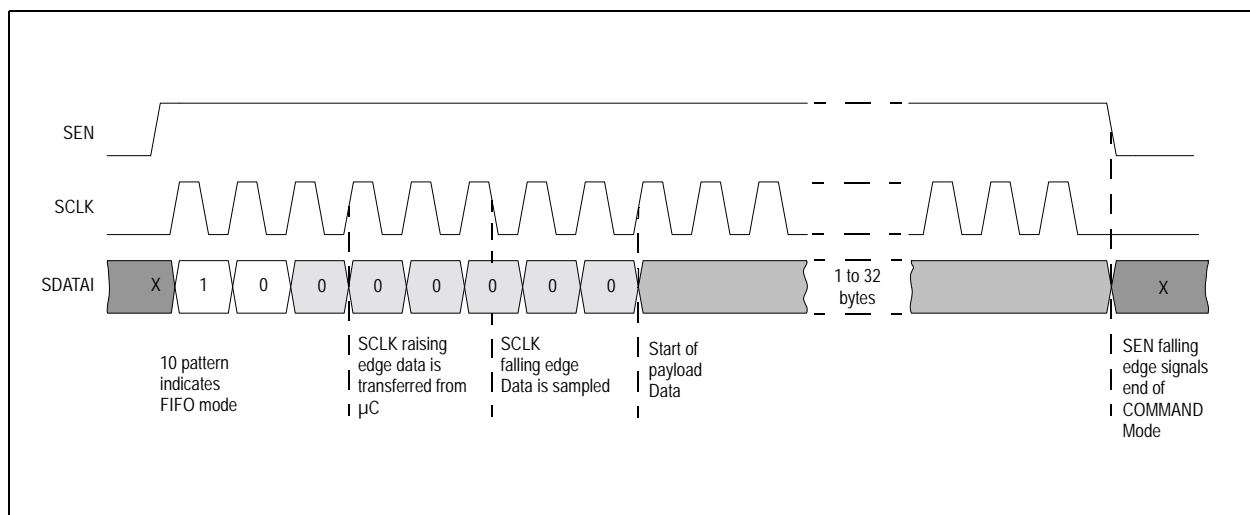 SEN
SCLK
SDATAI
X 1 0 0 0 0 0 0 0
1 to 32
bytes
X
10 pattern
indicates
FIFO mode
SCLK raising
edge data is
transferred from
µC
SCLK
falling edge
Data is sampled
Start of
payload
Data
SEN falling
edge signals
end of
COMMAND
Mode